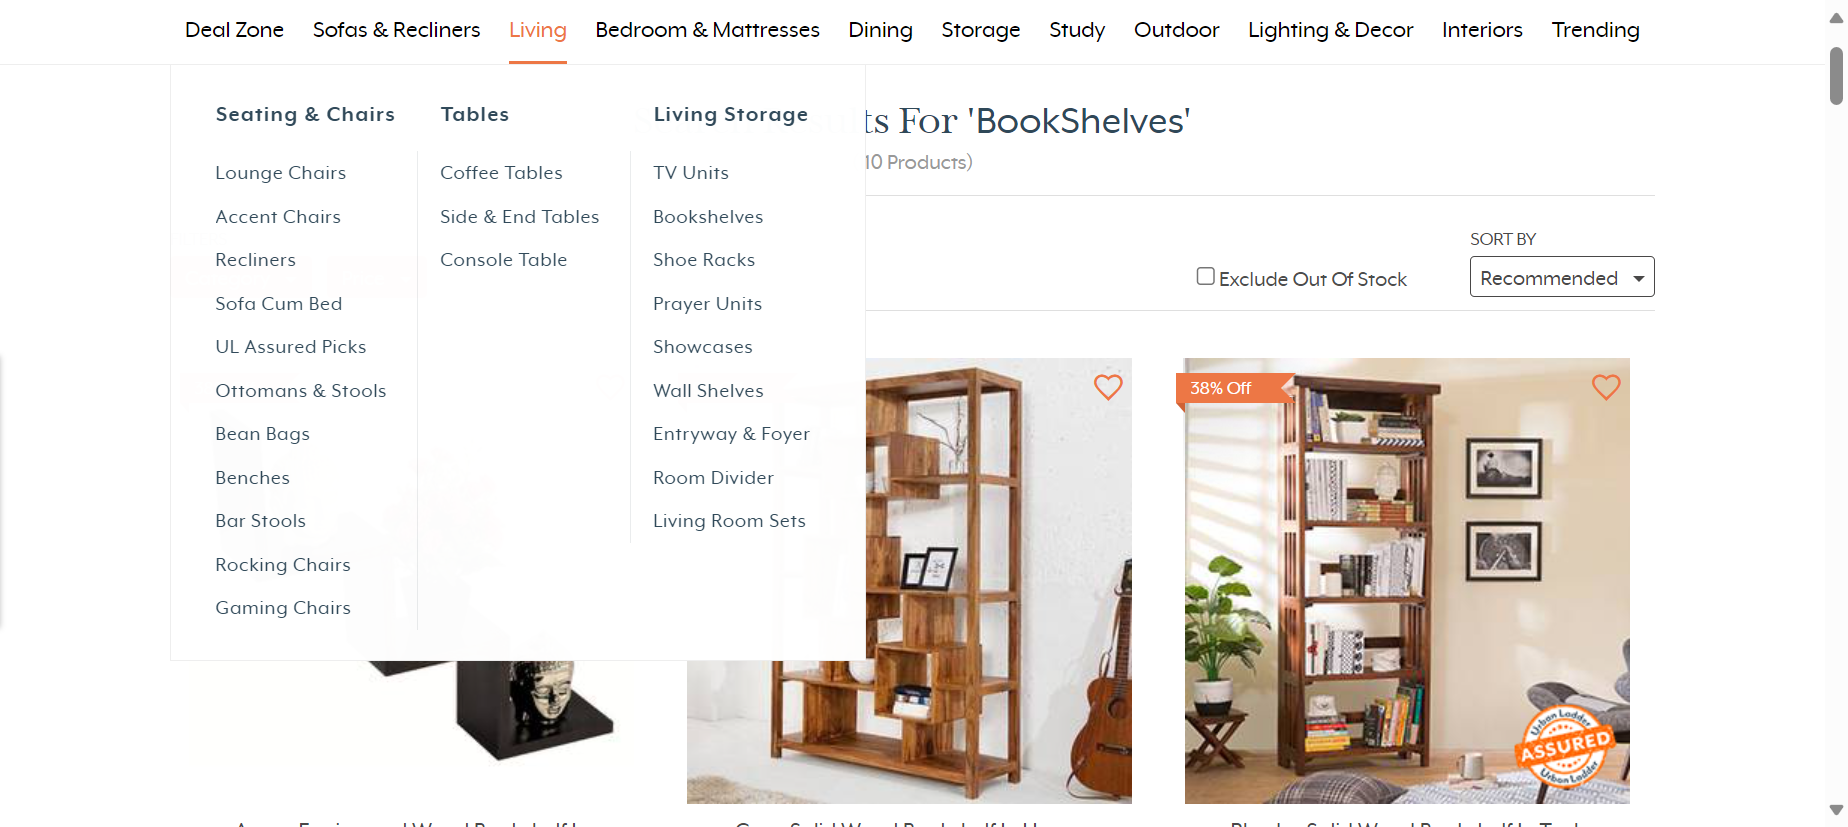 Deal Zone
Sofas & Recliners
Living
Bedroom & Mattresses
Dining
Storage
Study
Outdoor
Lighting & Decor
Interiors
Trending
Seating & Chairs
Lounge Chairs
Accent Chairs
Recliners
Sofa Cum Bed
UL Assured Picks
Ottomans & Stools
Bean Bags
Benches
Bar Stools
Rocking Chairs
Gaming Chairs
Tables
Coffee Tables
Side & End Tables
Console Table
Living Storage
TV Units
Bookshelves
Shoe Racks
Prayer Units
Showcases
Wall Shelves
Entryway & Foyer
Room Divider
Living Room Sets
For 'BookShelves'
10 Products)
Exclude Out Of Stock
SORT BY
Recommended
38% Off
Urban Ladder
ASSURED
Urban Ladder